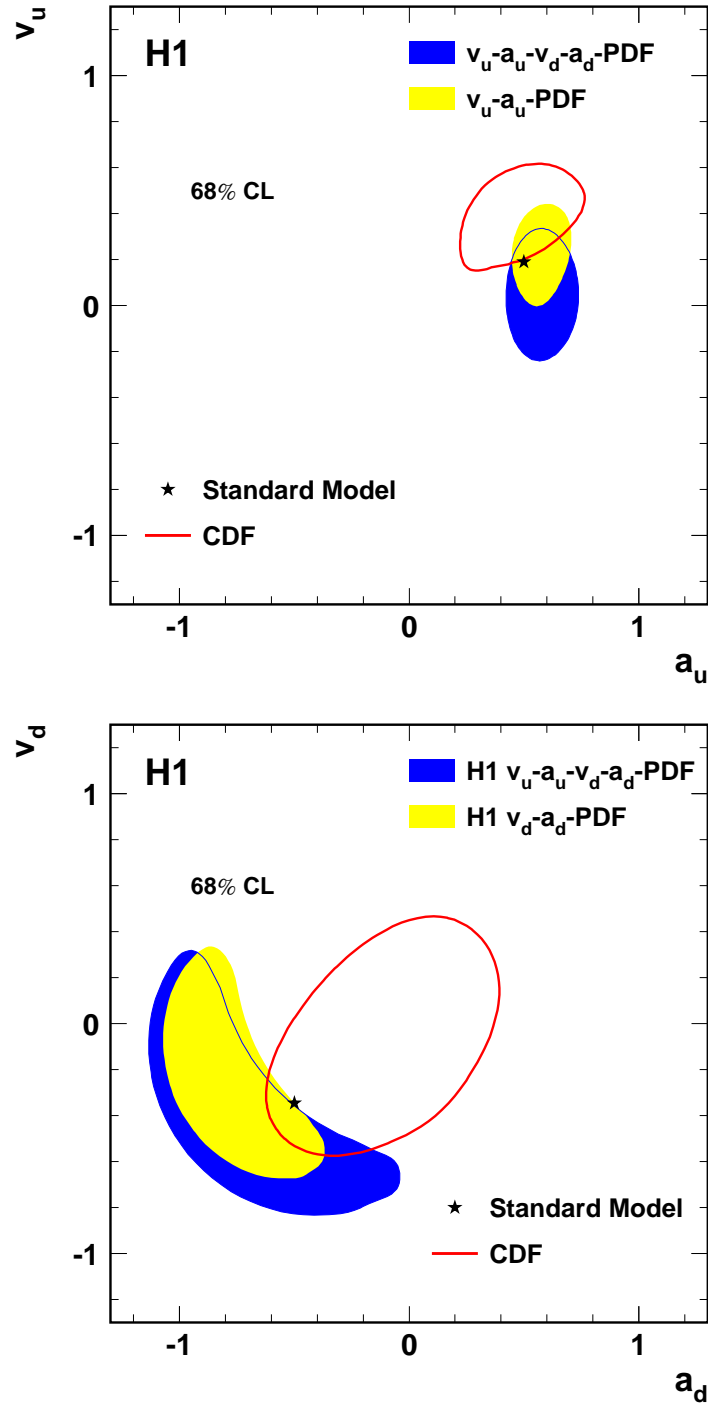 v_u
H1
v_u-a_u-v_d-a_d-PDF
v_u-a_u-PDF
1
68% CL
0
Standard Model
-1
CDF
-1 0 1
a_u
v_d
H1
H1 v_u-a_u-v_d-a_d-PDF
1
H1 v_d-a_d-PDF
68% CL
0
Standard Model
-1
CDF
-1 0 1
a_d